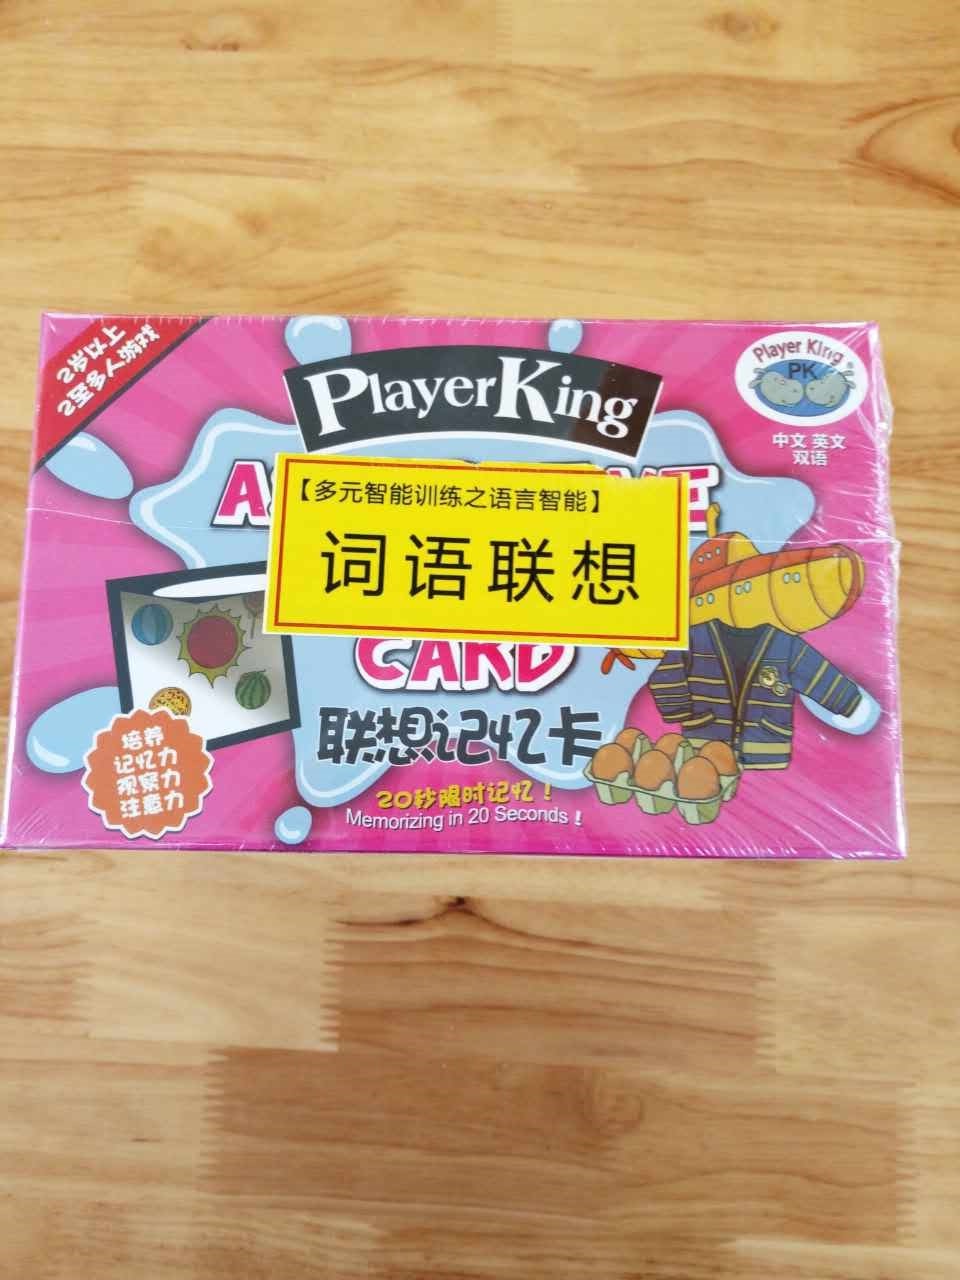 2岁以上
2至多人游戏
PlayerKing
Player King
PK
中文 英文
双语
【多元智能训练之语言智能】
词语联想
CARD
联想记忆卡
培养
记忆力
观察力
注意力
20秒限时记忆！
Memorizing in 20 Seconds!